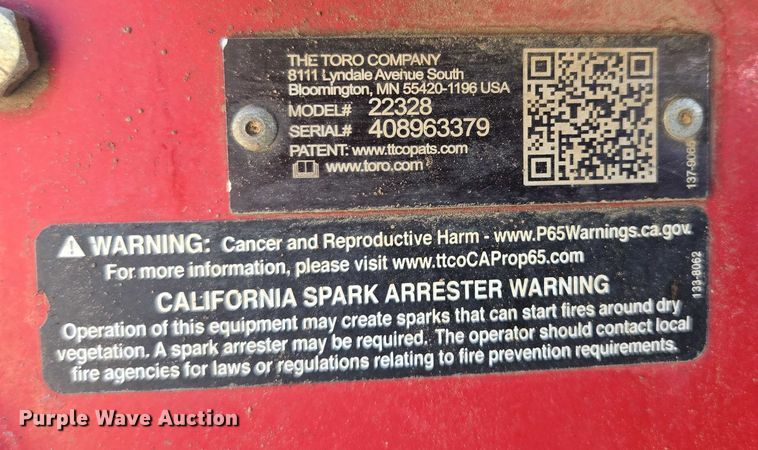 THE TORO COMPANY
8111 Lyndale Avenue South
Bloomington, MN 55420-1196 USA
MODEL# 22328
SERIAL# 408963379
PATENT: www.ttcopats.com
www.toro.com
WARNING: Cancer and Reproductive Harm - www.P65Warnings.ca.gov.
For more information, please visit www.ttcoCAProp65.com
CALIFORNIA SPARK ARRESTER WARNING
Operation of this equipment may create sparks that can start fires around dry
vegetation. A spark arrester may be required. The operator should contact local
fire agencies for laws or regulations relating to fire prevention requirements.
133-8062
Purple Wave Auction